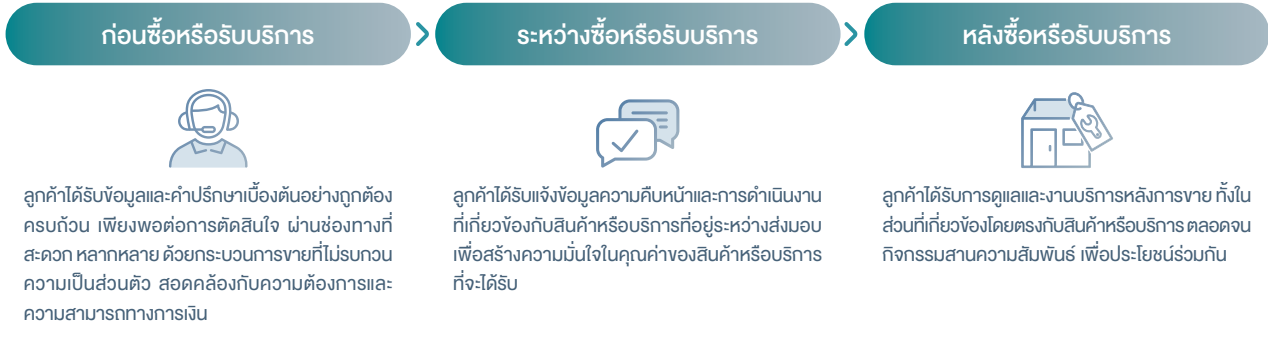 ก่อนซื้อหรือรับบริการ
ลูกค้าได้รับข้อมูลและคำปรึกษาเบื้องต้นอย่างถูกต้อง
ครบถ้วน เพียงพอต่อการตัดสินใจ ผ่านช่องทางที่
สะดวก หลากหลาย ด้วยกระบวนการขายที่ไม่รบกวน
ความเป็นส่วนตัว สอดคล้องกับความต้องการและ
ความสามารถทางการเงิน
ระหว่างซื้อหรือรับบริการ
ลูกค้าได้รับแจ้งข้อมูลความคืบหน้าและการดำเนินงาน
ที่เกี่ยวข้องกับสินค้าหรือบริการที่อยู่ระหว่างส่งมอบ
เพื่อสร้างความมั่นใจในคุณค่าของสินค้าหรือบริการ
ที่จะได้รับ
หลังซื้อหรือรับบริการ
ลูกค้าได้รับการดูแลและงานบริการหลังการขาย ทั้งใน
ส่วนที่เกี่ยวข้องโดยตรงกับสินค้าหรือบริการ ตลอดจน
กิจกรรมสานความสัมพันธ์ เพื่อประโยชน์ร่วมกัน